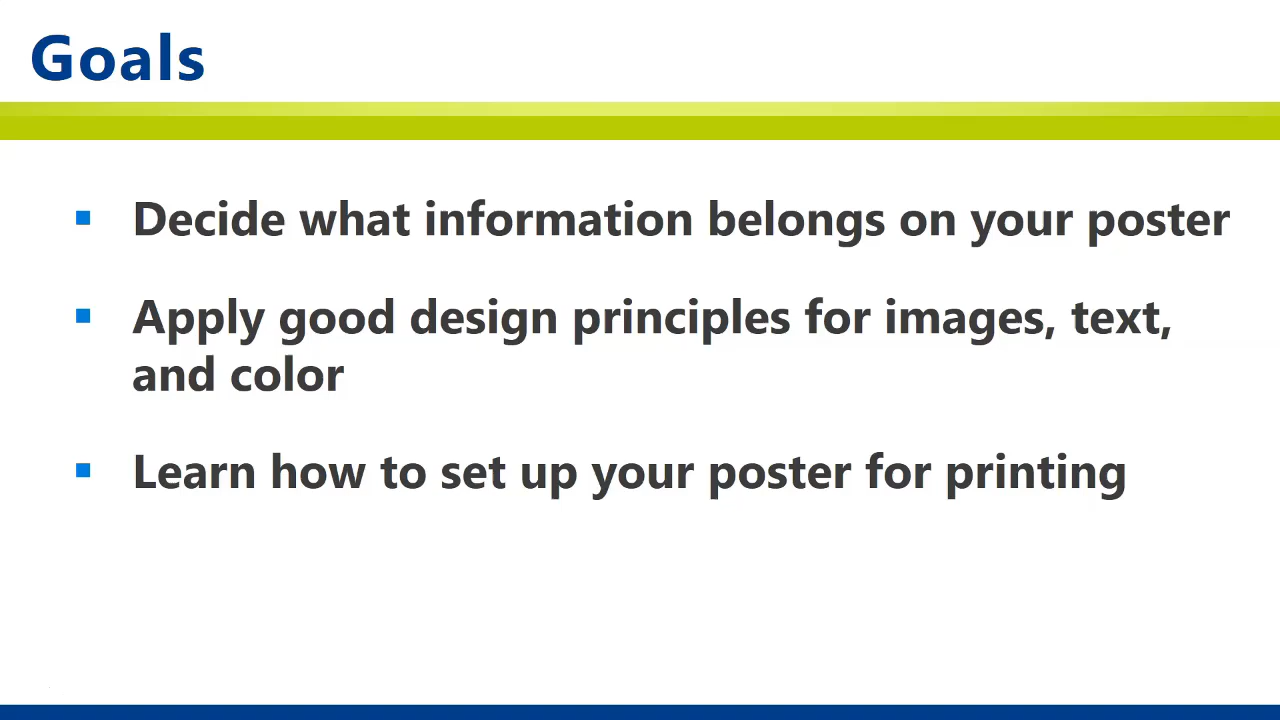 Goals
Decide what information belongs on your poster
Apply good design principles for images, text,
and color
Learn how to set up your poster for printing